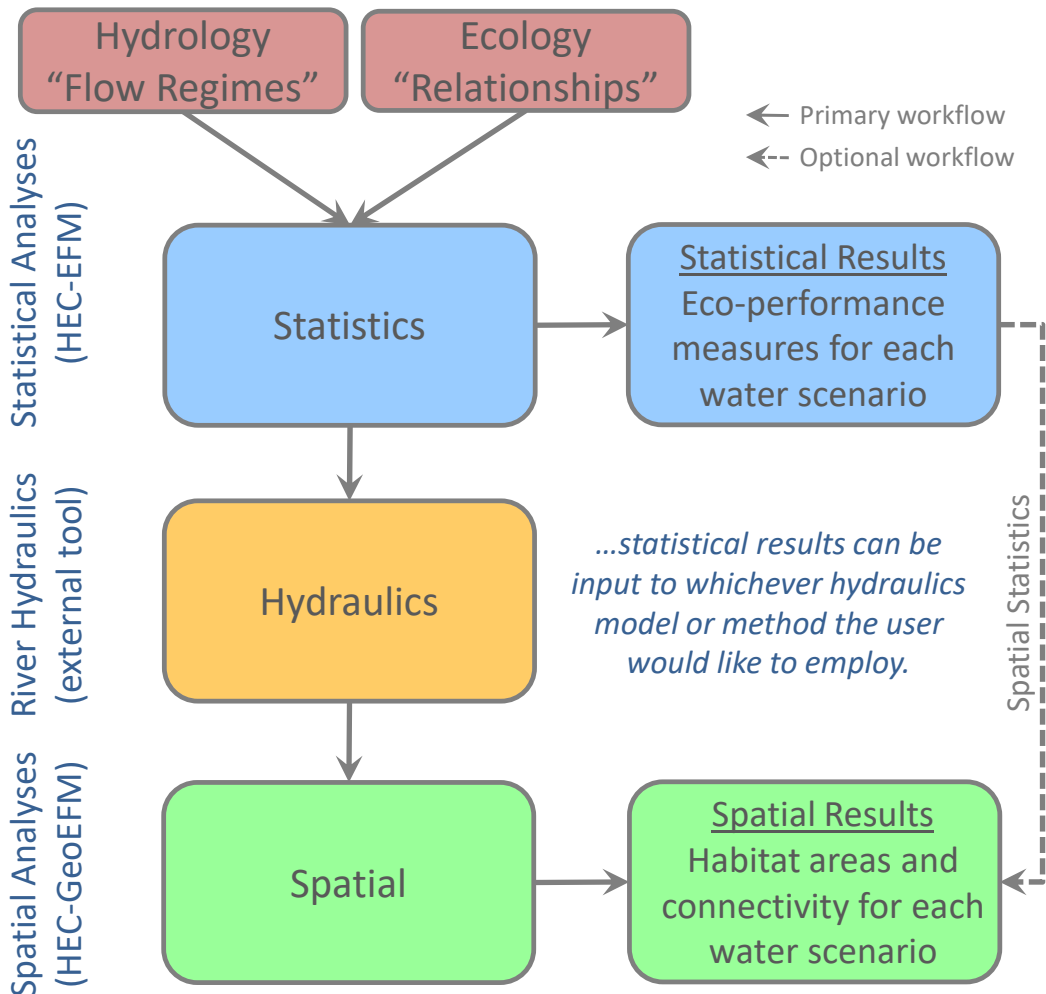 Hydrology
“Flow Regimes”
Ecology
“Relationships”
Primary workflow
Optional workflow
Statistical Analyses
(HEC-EFM)
Statistics
Statistical Results
Eco-performance
measures for each
water scenario
River Hydraulics
(external tool)
Hydraulics
...statistical results can be
input to whichever hydraulics
model or method the user
would like to employ.
Spatial Statistics
Spatial Analyses
(HEC-GeoEFM)
Spatial
Spatial Results
Habitat areas and
connectivity for each
water scenario